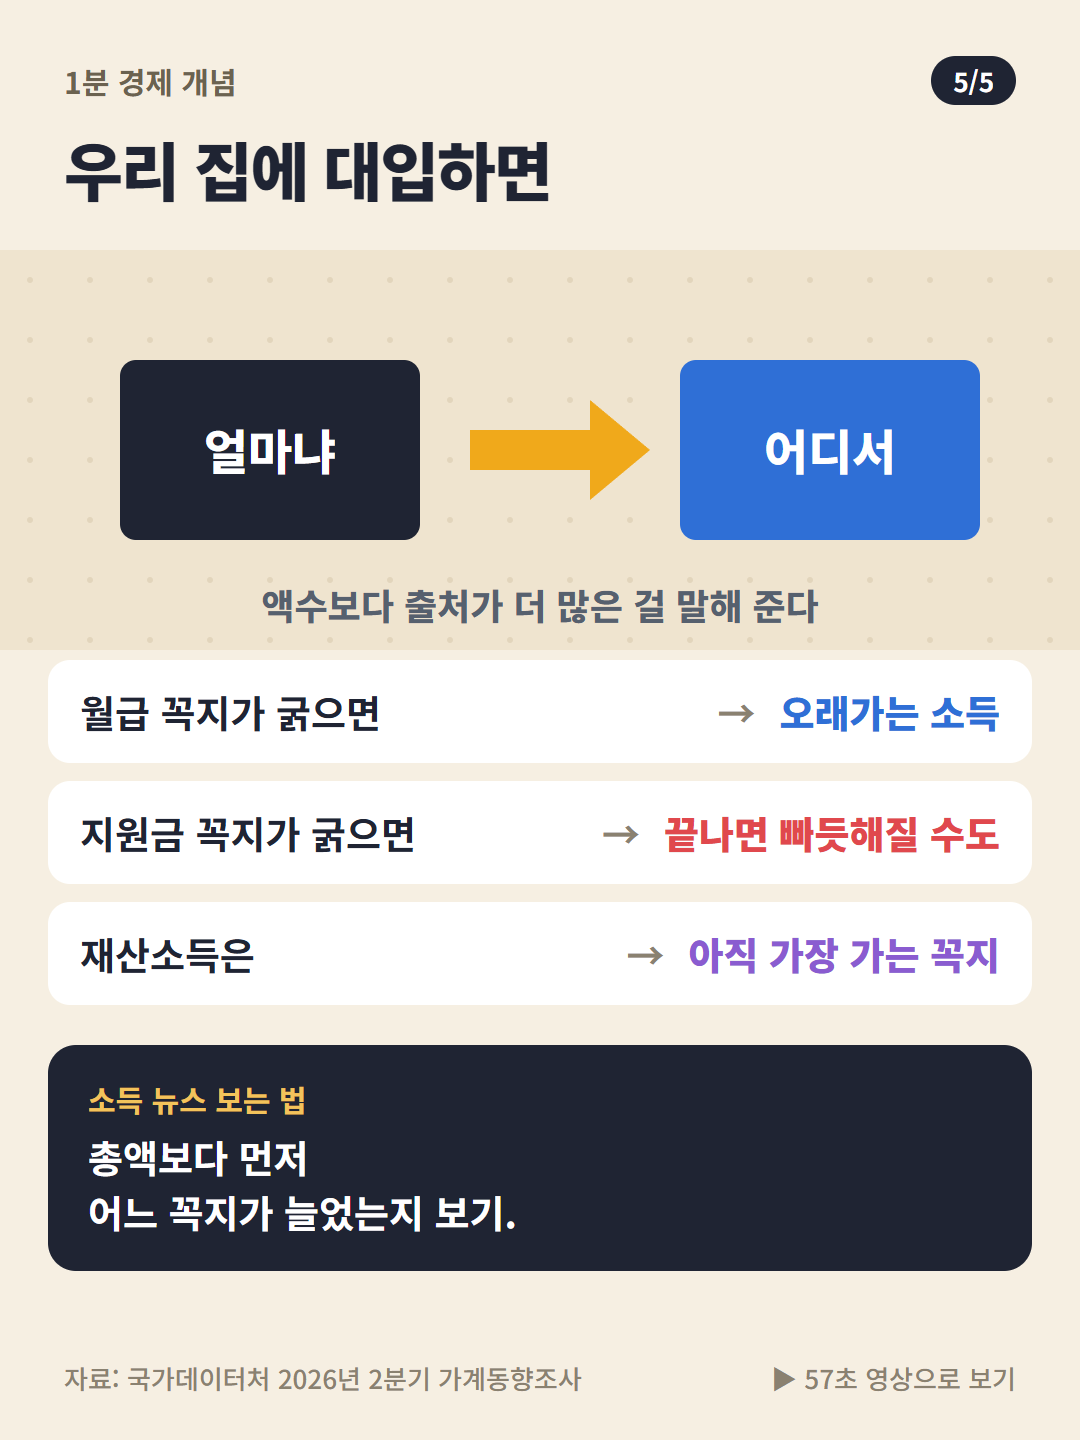 1분 경제 개념
5/5
우리 집에 대입하면
얼마냐
어디서
액수보다 출처가 더 많은 걸 말해 준다
월급 꼭지가 굵으면 → 오래가는 소득
지원금 꼭지가 굵으면 → 끝나면 빠듯해질 수도
재산소득은 → 아직 가장 가는 꼭지
소득 뉴스 보는 법
총액보다 먼저
어느 꼭지가 늘었는지 보기.
자료: 국가데이터처 2026년 2분기 가계동향조사
▶ 57초 영상으로 보기